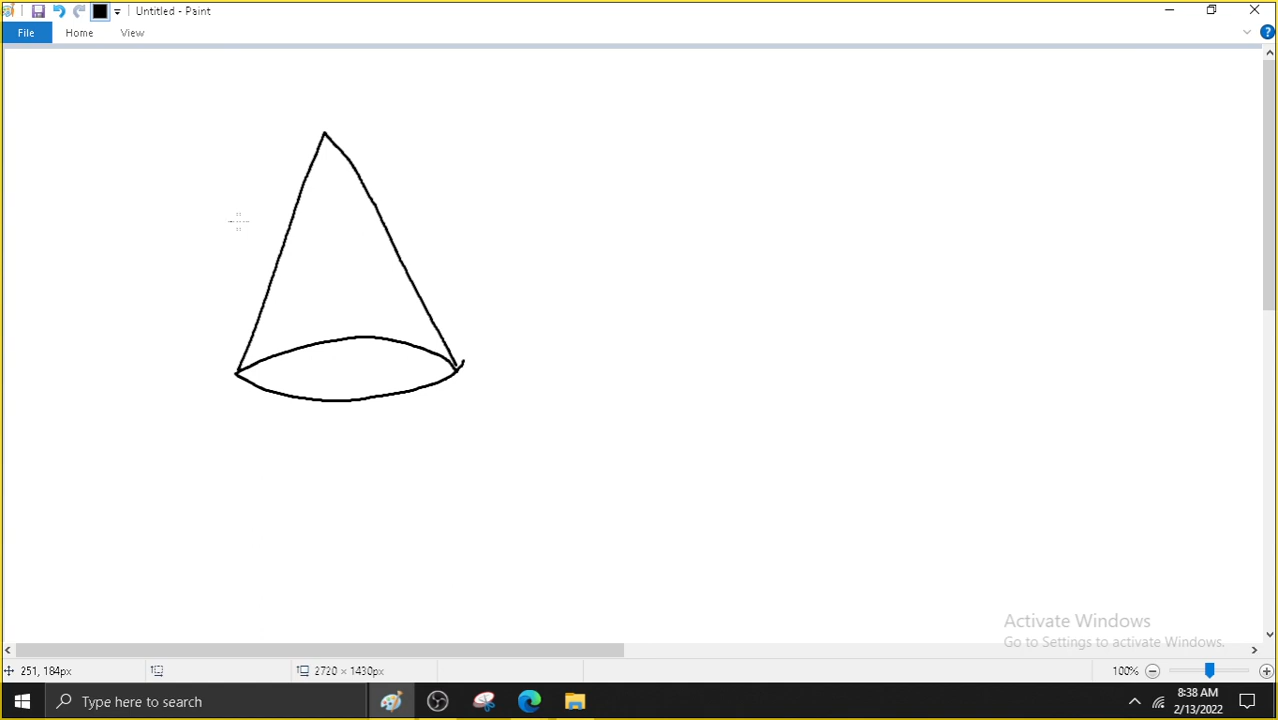 Untitled - Paint
File Home View
?
Activate Windows
Go to Settings to activate Windows.
251, 184px
2720 × 1430px
100%
Type here to search
8:38 AM
2/13/2022